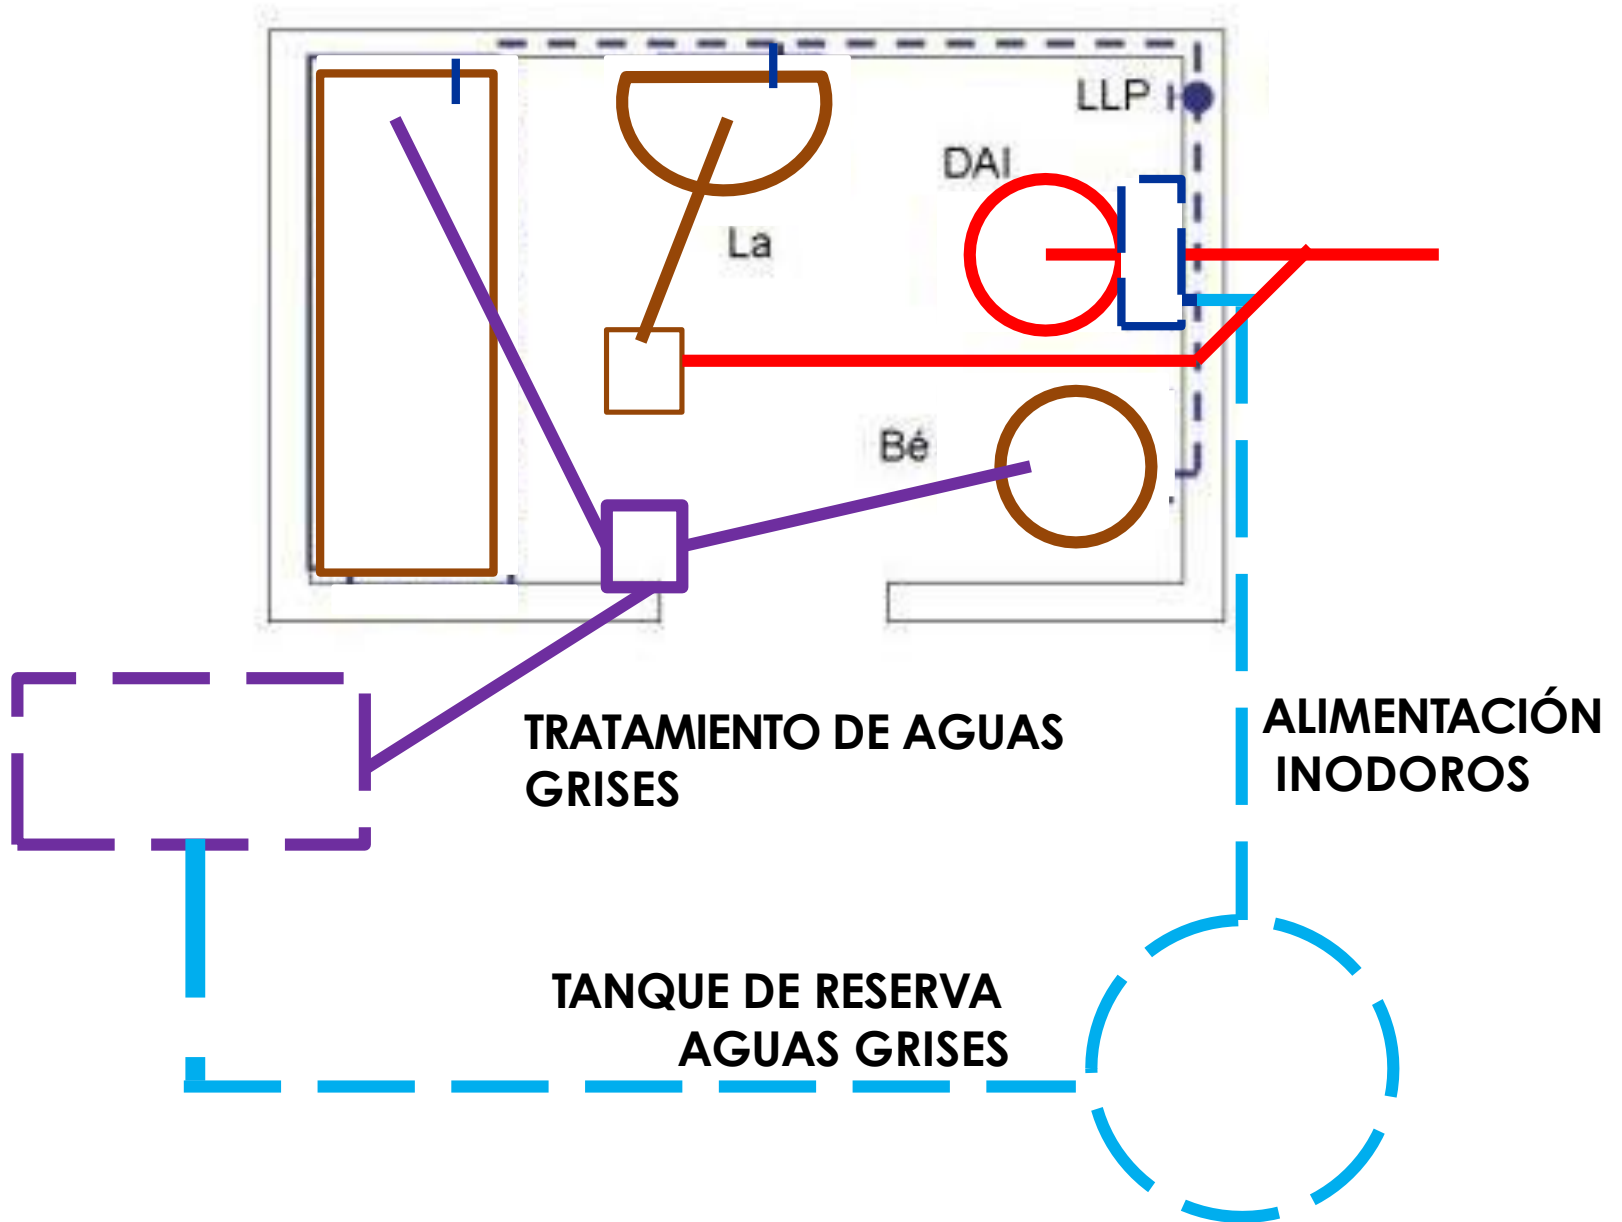 LLP
DAI
La
Bé
TRATAMIENTO DE AGUAS
GRISES
ALIMENTACIÓN
INODOROS
TANQUE DE RESERVA
AGUAS GRISES